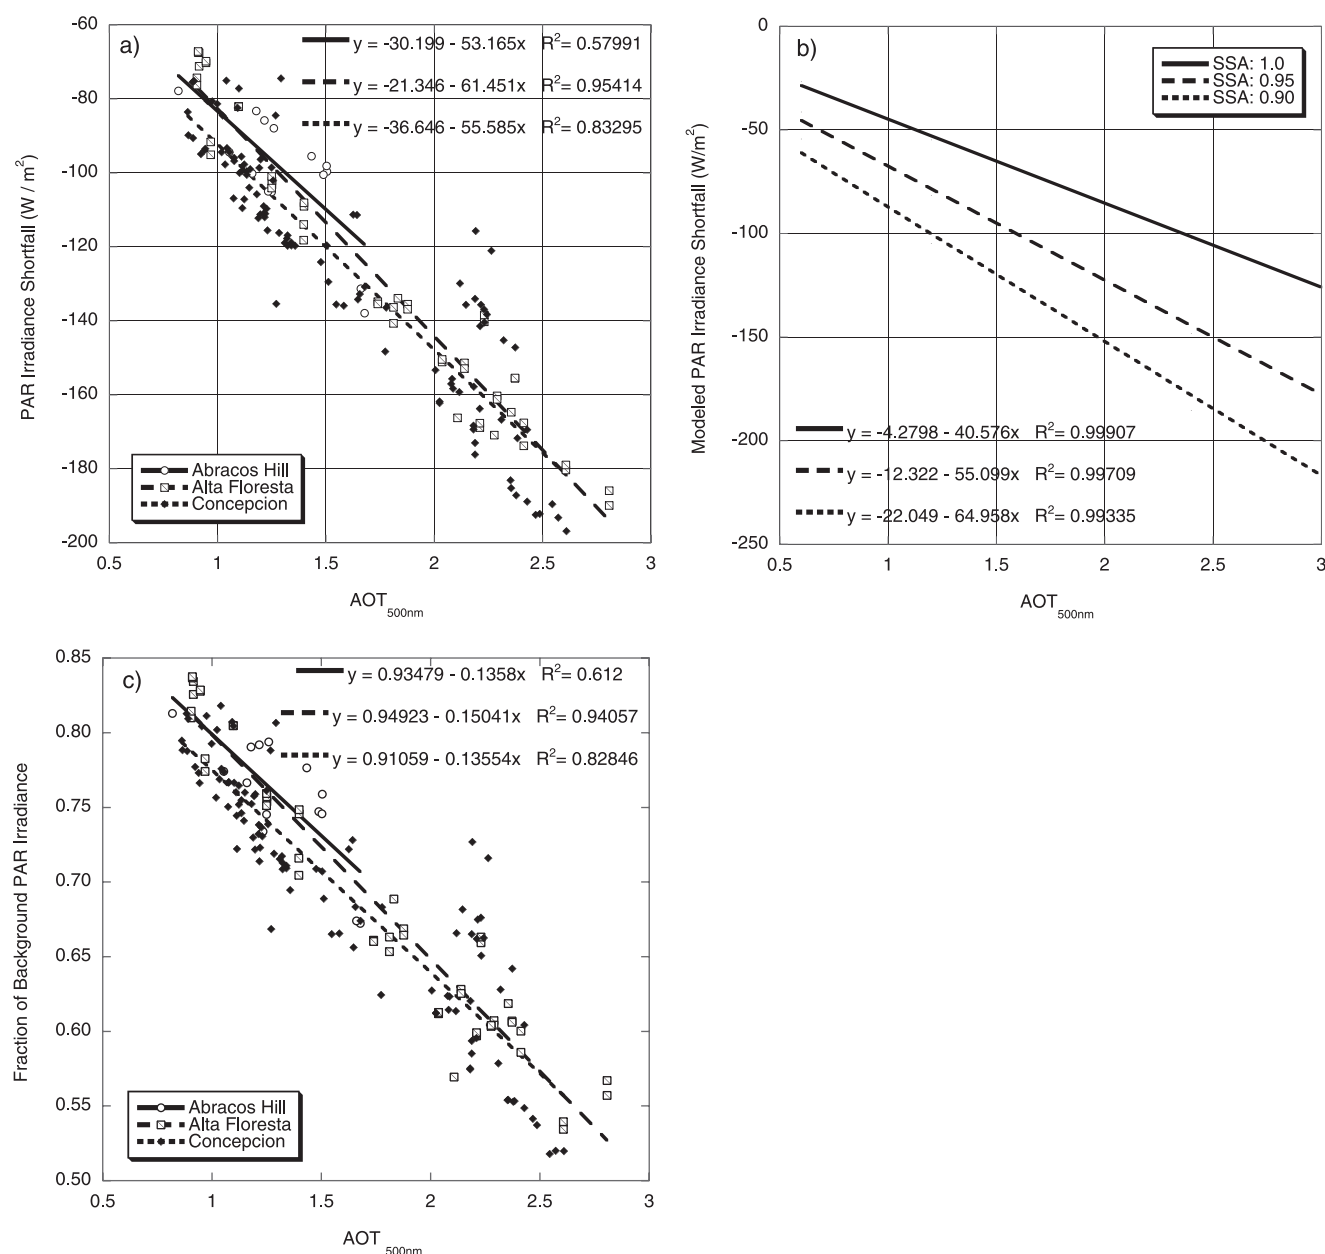 a)
y = -30.199 - 53.165x R2= 0.57991
y = -21.346 - 61.451x R2= 0.95414
y = -36.646 - 55.585x R2= 0.83295
-60
-80
-100
-120
-140
-160
-180
-200
PAR Irradiance Shortfall (W / m2)
Abracos Hill
Alta Floresta
Concepcion
0.5 1 1.5 2 2.5 3
AOT500nm
b)
SSA: 1.0
SSA: 0.95
SSA: 0.90
0
-50
-100
-150
-200
-250
Modeled PAR Irradiance Shortfall (W/m2)
y = -4.2798 - 40.576x R2= 0.99907
y = -12.322 - 55.099x R2= 0.99709
y = -22.049 - 64.958x R2= 0.99335
0.5 1 1.5 2 2.5 3
AOT500nm
c)
y = 0.93479 - 0.1358x R2= 0.612
y = 0.94923 - 0.15041x R2= 0.94057
y = 0.91059 - 0.13554x R2= 0.82846
0.85
0.80
0.75
0.70
0.65
0.60
0.55
0.50
Fraction of Background PAR Irradiance
Abracos Hill
Alta Floresta
Concepcion
0.5 1 1.5 2 2.5 3
AOT500nm